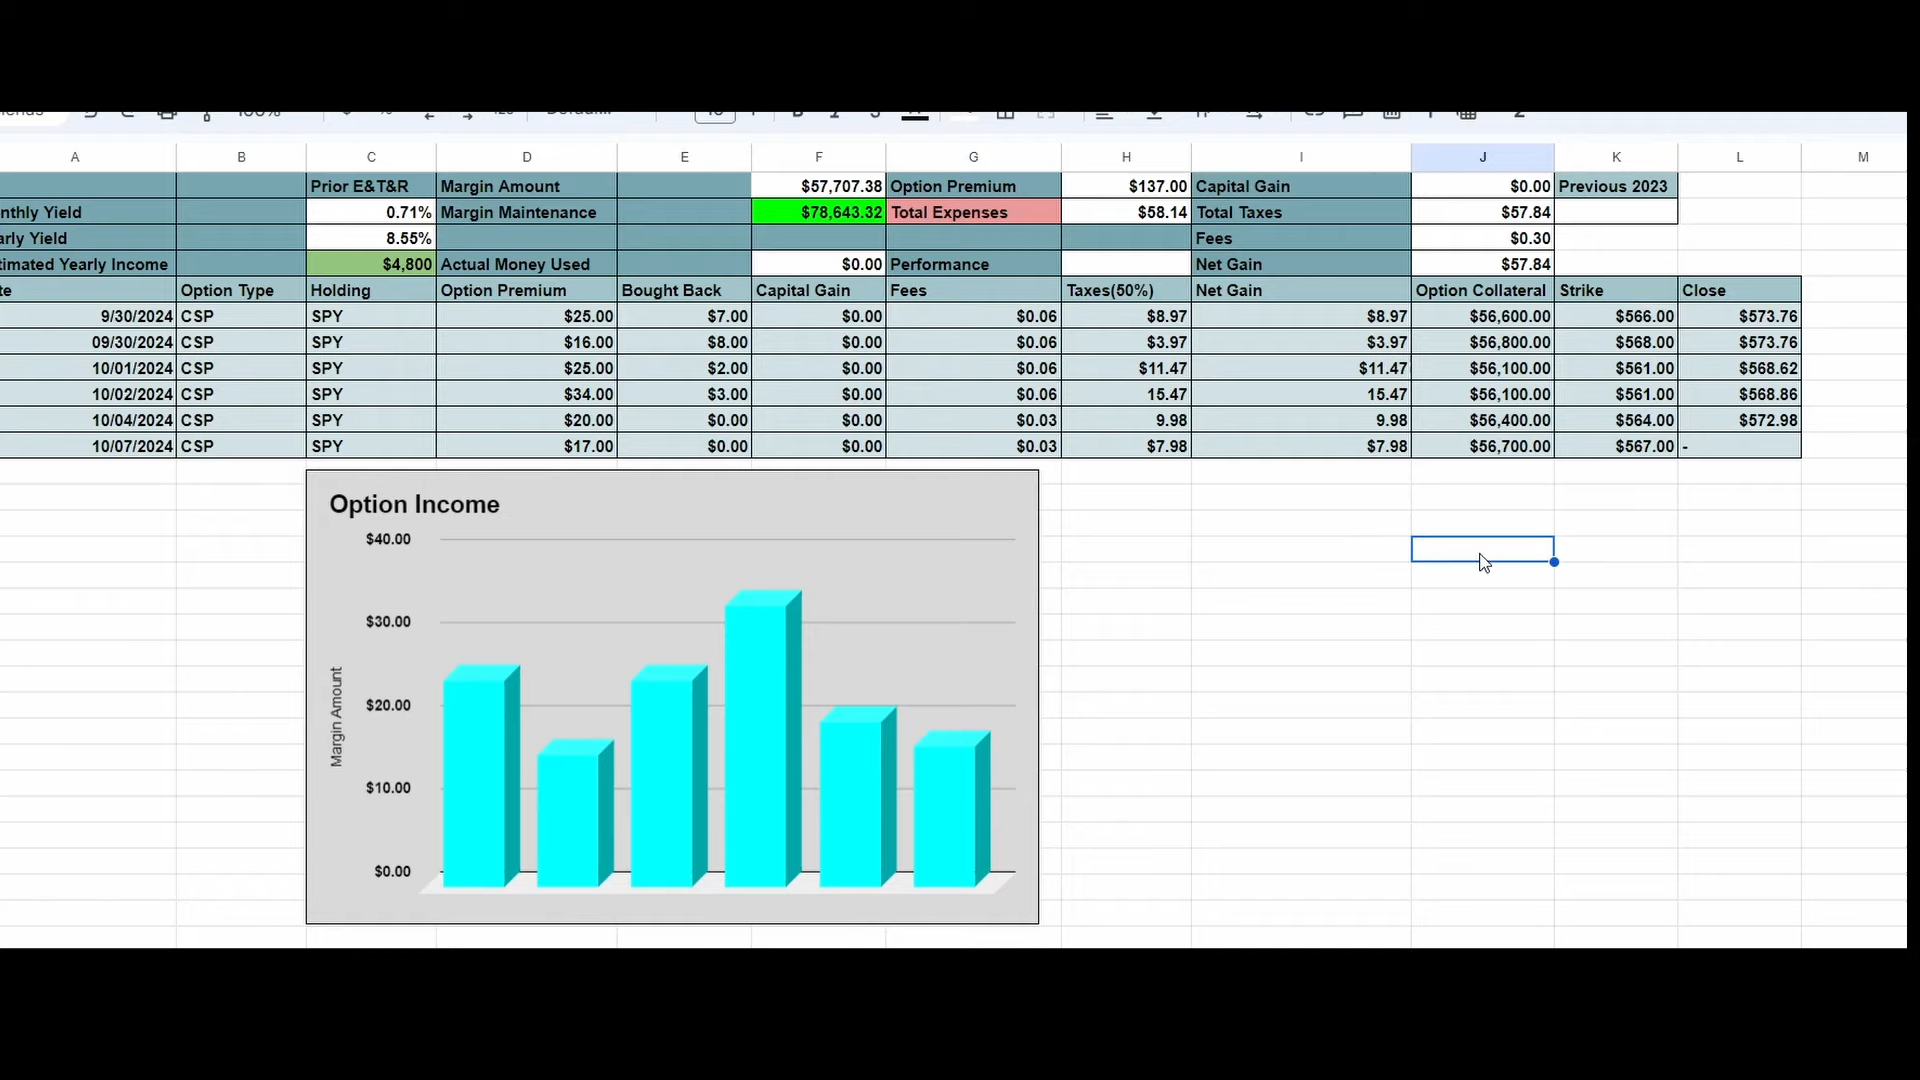 100%
A B C D E F G H I J K L M
Prior E&T&R Margin Amount $57,707.38 Option Premium $137.00 Capital Gain $0.00 Previous 2023
nthly Yield 0.71% Margin Maintenance $78,643.32 Total Expenses $58.14 Total Taxes $57.84
arly Yield 8.55% Fees $0.30
timated Yearly Income $4,800 Actual Money Used $0.00 Performance Net Gain $57.84
te Option Type Holding Option Premium Bought Back Capital Gain Fees Taxes(50%) Net Gain Option Collateral Strike Close
9/30/2024 CSP SPY $25.00 $7.00 $0.00 $0.06 $8.97 $8.97 $56,600.00 $566.00 $573.76
09/30/2024 CSP SPY $16.00 $8.00 $0.00 $0.06 $3.97 $3.97 $56,800.00 $568.00 $573.76
10/01/2024 CSP SPY $25.00 $2.00 $0.00 $0.06 $11.47 $11.47 $56,100.00 $561.00 $568.62
10/02/2024 CSP SPY $34.00 $3.00 $0.00 $0.06 15.47 15.47 $56,100.00 $561.00 $568.86
10/04/2024 CSP SPY $20.00 $0.00 $0.00 $0.03 9.98 9.98 $56,400.00 $564.00 $572.98
10/07/2024 CSP SPY $17.00 $0.00 $0.00 $0.03 $7.98 $7.98 $56,700.00 $567.00 -
Option Income
$40.00
$30.00
$20.00
$10.00
$0.00
Margin Amount